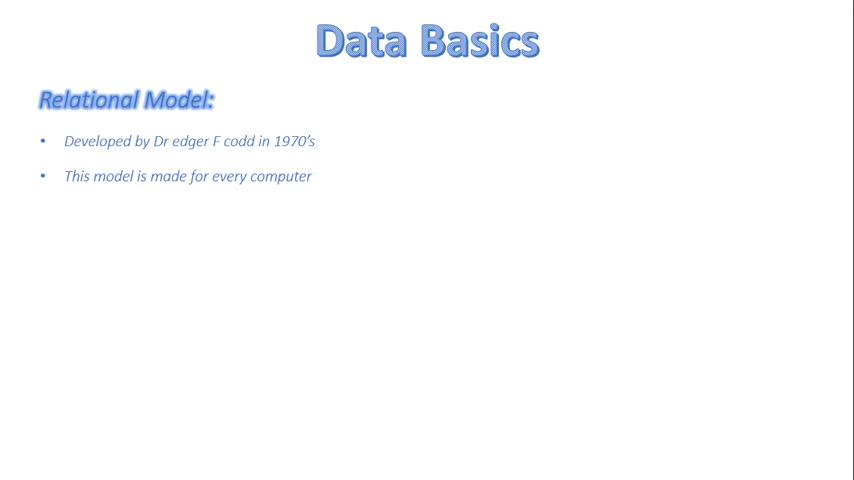 Data Basics
Relational Model:
• Developed by Dr edger F codd in 1970's
• This model is made for every computer